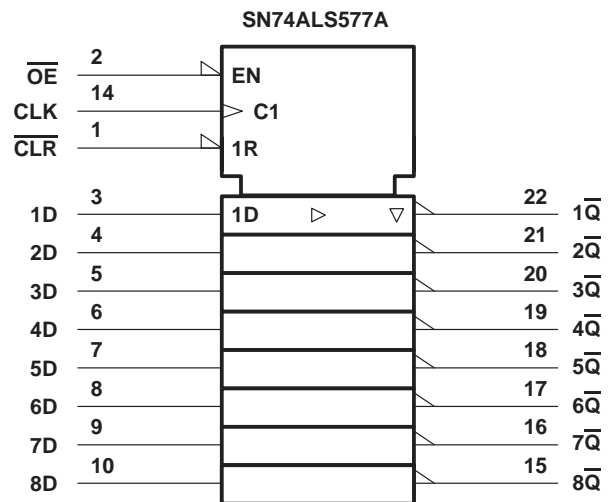 SN74ALS577A
O̅E̅ 2 EN
CLK 14 C1
C̅L̅R̅ 1 1R
1D 3 1D 22 1Q̅
2D 4 21 2Q̅
3D 5 20 3Q̅
4D 6 19 4Q̅
5D 7 18 5Q̅
6D 8 17 6Q̅
7D 9 16 7Q̅
8D 10 15 8Q̅